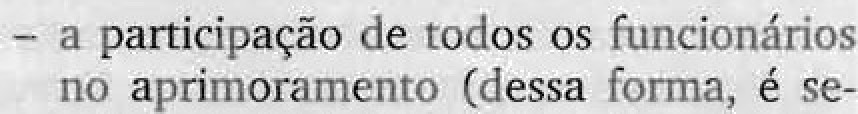 – a participação de todos os funcionários
no aprimoramento (dessa forma, é se-